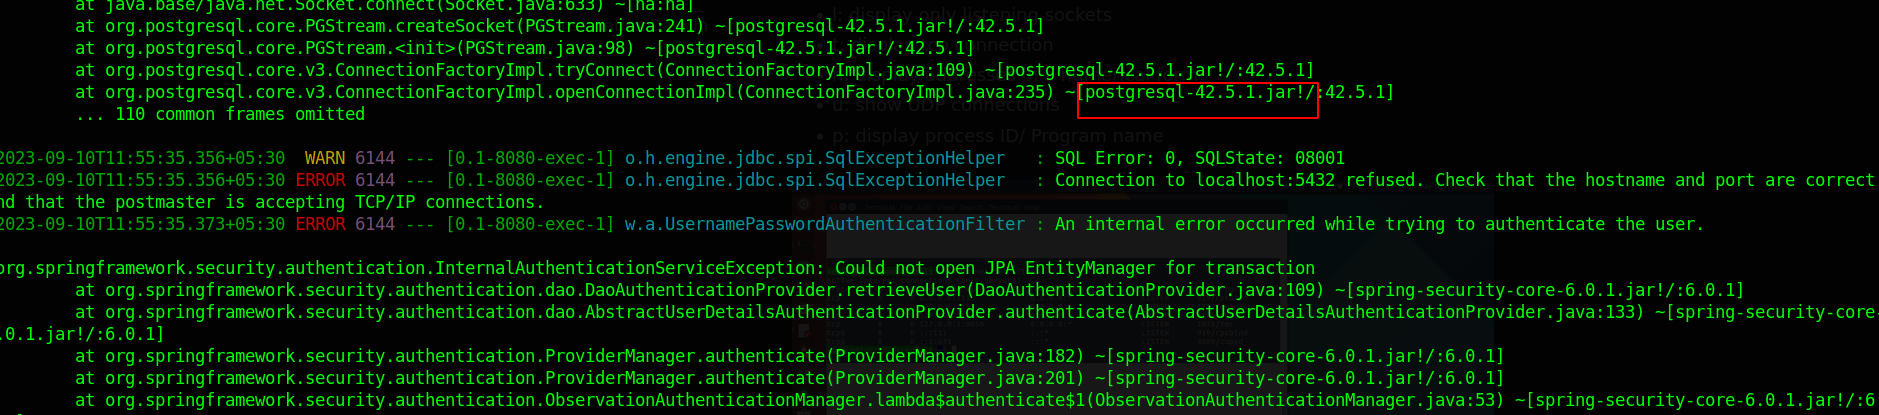 at java.base/java.net.Socket.connect(Socket.java:633) ~[na:na]
at org.postgresql.core.PGStream.createSocket(PGStream.java:241) ~[postgresql-42.5.1.jar!/:42.5.1]
at org.postgresql.core.PGStream.<init>(PGStream.java:98) ~[postgresql-42.5.1.jar!/:42.5.1]
at org.postgresql.core.v3.ConnectionFactoryImpl.tryConnect(ConnectionFactoryImpl.java:109) ~[postgresql-42.5.1.jar!/:42.5.1]
at org.postgresql.core.v3.ConnectionFactoryImpl.openConnectionImpl(ConnectionFactoryImpl.java:235) ~[postgresql-42.5.1.jar!/:42.5.1]
... 110 common frames omitted
2023-09-10T11:55:35.356+05:30  WARN 6144 --- [0.1-8080-exec-1] o.h.engine.jdbc.spi.SqlExceptionHelper   : SQL Error: 0, SQLState: 08001
2023-09-10T11:55:35.356+05:30 ERROR 6144 --- [0.1-8080-exec-1] o.h.engine.jdbc.spi.SqlExceptionHelper   : Connection to localhost:5432 refused. Check that the hostname and port are correct
nd that the postmaster is accepting TCP/IP connections.
2023-09-10T11:55:35.373+05:30 ERROR 6144 --- [0.1-8080-exec-1] w.a.UsernamePasswordAuthenticationFilter : An internal error occurred while trying to authenticate the user.
org.springframework.security.authentication.InternalAuthenticationServiceException: Could not open JPA EntityManager for transaction
at org.springframework.security.authentication.dao.DaoAuthenticationProvider.retrieveUser(DaoAuthenticationProvider.java:109) ~[spring-security-core-6.0.1.jar!/:6.0.1]
at org.springframework.security.authentication.dao.AbstractUserDetailsAuthenticationProvider.authenticate(AbstractUserDetailsAuthenticationProvider.java:133) ~[spring-security-core-
.0.1.jar!/:6.0.1]
at org.springframework.security.authentication.ProviderManager.authenticate(ProviderManager.java:182) ~[spring-security-core-6.0.1.jar!/:6.0.1]
at org.springframework.security.authentication.ProviderManager.authenticate(ProviderManager.java:201) ~[spring-security-core-6.0.1.jar!/:6.0.1]
at org.springframework.security.authentication.ObservationAuthenticationManager.lambda$authenticate$1(ObservationAuthenticationManager.java:53) ~[spring-security-core-6.0.1.jar!/:6
l: display only listening sockets
connection
u: show UDP connections
p: display process ID/ Program name